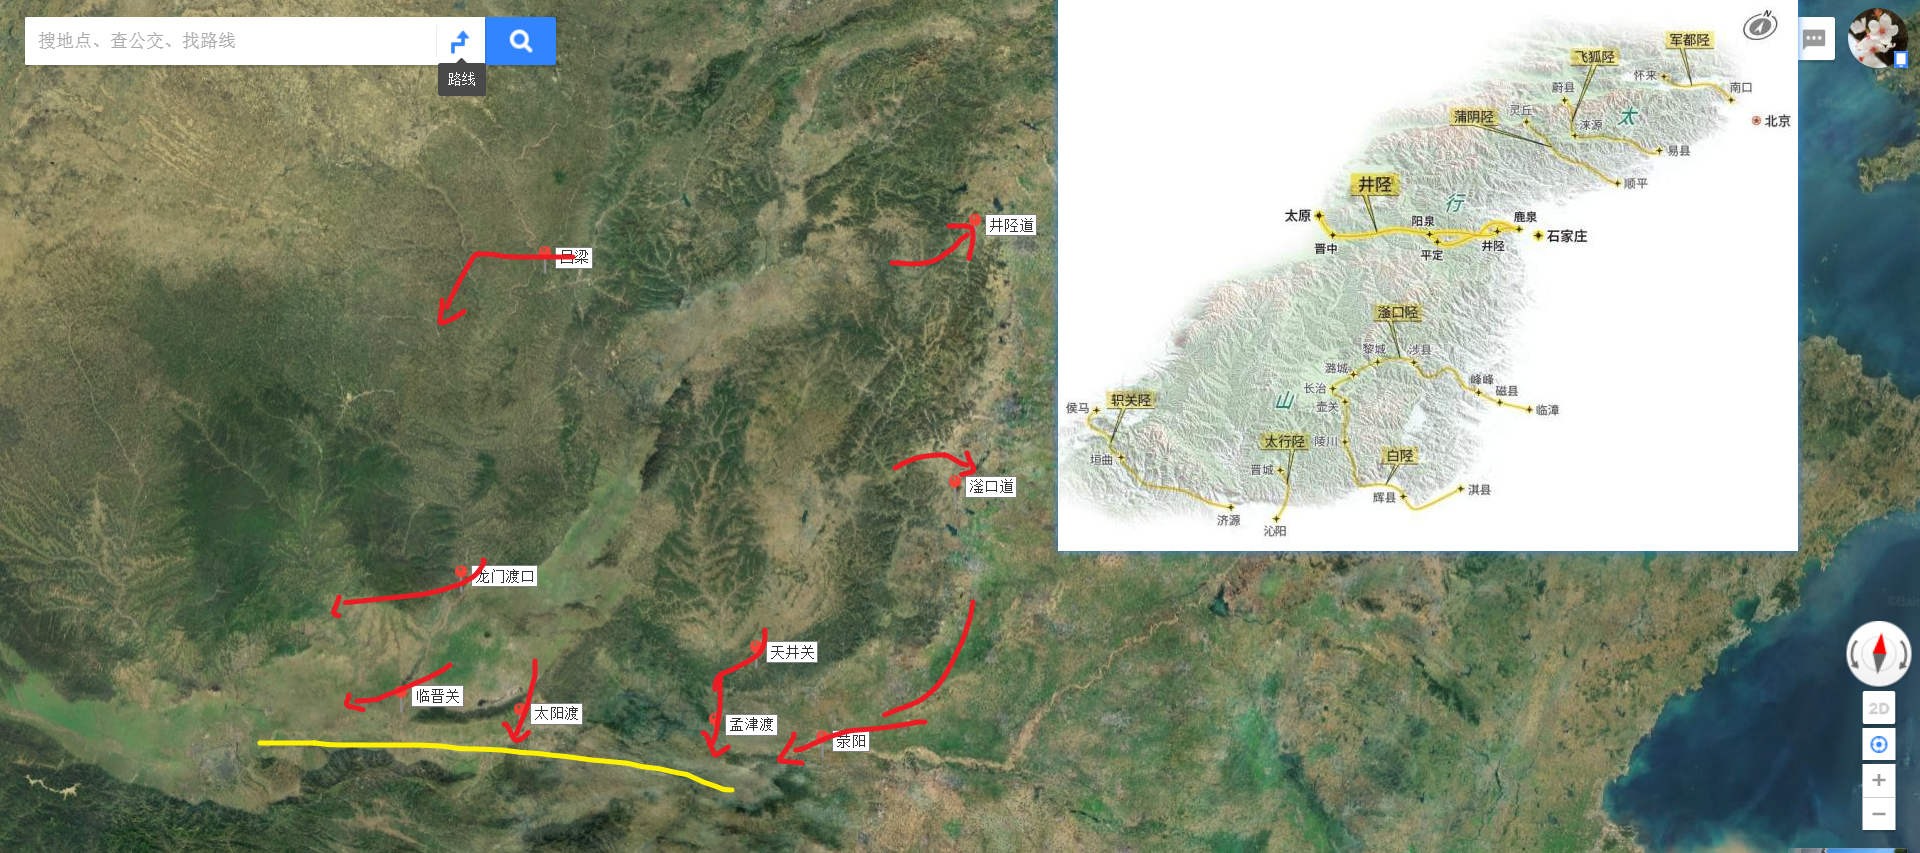 搜地点、查公交、找路线
路线
井陉道
吕梁
滏口道
龙门渡口
天井关
临晋关
太阳渡
孟津渡
荥阳
N
军都陉
飞狐陉
怀来
南口
蔚县
灵丘
太
蒲阴陉
涞源
北京
易县
顺平
井陉
行
太原
阳泉
鹿泉
晋中
平定
井陉
石家庄
滏口陉
黎城
涉县
潞城
长治
峰峰
磁县
山
壶关
临漳
侯马
轵关陉
太行陉
陵川
白陉
垣曲
晋城
辉县
淇县
济源
沁阳
2D